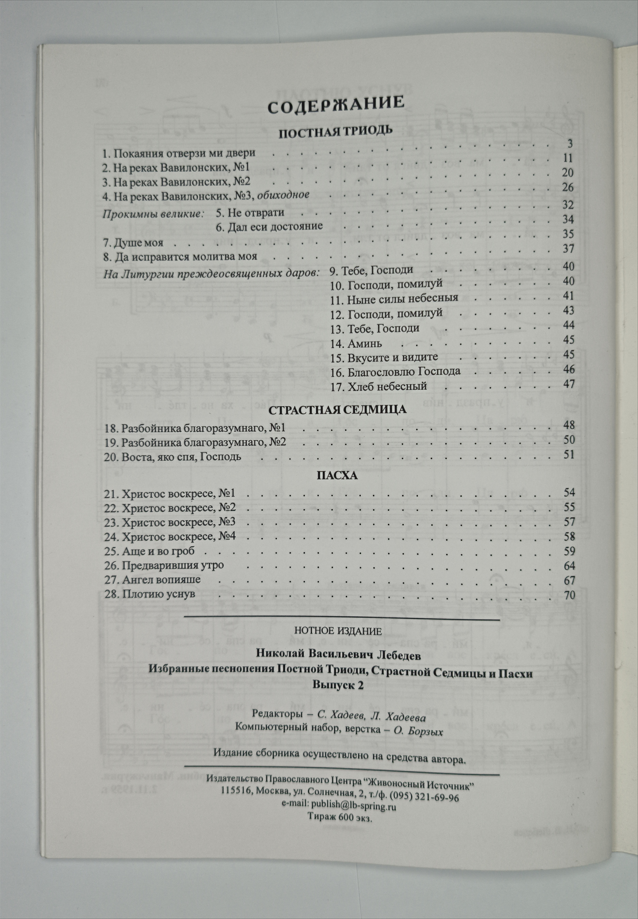 СОДЕРЖАНИЕ
ПОСТНАЯ ТРИОДЬ
1. Покаяния отверзи ми двери . . . . . . . . . . . . . . . . . 3
2. На реках Вавилонских, №1 . . . . . . . . . . . . . . . . . 11
3. На реках Вавилонских, №2 . . . . . . . . . . . . . . . . . 20
4. На реках Вавилонских, №3, обиходное . . . . . . . . . . . . . 26
Прокимны великие: 5. Не отврати . . . . . . . . . . . . . . . 32
6. Дал еси достояние . . . . . . . . . . . . . 34
7. Душе моя . . . . . . . . . . . . . . . . . . . . . . . 35
8. Да исправится молитва моя . . . . . . . . . . . . . . . . . 37
На Литургии преждеосвященных даров: 9. Тебе, Господи . . . . . . . 40
10. Господи, помилуй . . . . . . 40
11. Ныне силы небесныя . . . . . 41
12. Господи, помилуй . . . . . . 43
13. Тебе, Господи . . . . . . . 44
14. Аминь . . . . . . . . . 45
15. Вкусите и видите . . . . . . 45
16. Благословлю Господа . . . . . 46
17. Хлеб небесный . . . . . . . 47
СТРАСТНАЯ СЕДМИЦА
18. Разбойника благоразумнаго, №1 . . . . . . . . . . . . . . . 48
19. Разбойника благоразумнаго, №2 . . . . . . . . . . . . . . . 50
20. Воста, яко спя, Господь . . . . . . . . . . . . . . . . . . 51
ПАСХА
21. Христос воскресе, №1 . . . . . . . . . . . . . . . . . . . 54
22. Христос воскресе, №2 . . . . . . . . . . . . . . . . . . . 55
23. Христос воскресе, №3 . . . . . . . . . . . . . . . . . . . 57
24. Христос воскресе, №4 . . . . . . . . . . . . . . . . . . . 58
25. Аще и во гроб . . . . . . . . . . . . . . . . . . . . . . 59
26. Предваривщия утро . . . . . . . . . . . . . . . . . . . . 64
27. Ангел вопияше . . . . . . . . . . . . . . . . . . . . . 67
28. Плотию уснув . . . . . . . . . . . . . . . . . . . . . . 70
НОТНОЕ ИЗДАНИЕ
Николай Васильевич Лебедев
Избранные песнопения Постной Триоди, Страстной Седмицы и Пасхи
Выпуск 2
Редакторы – С. Хадеев, Л. Хадеева
Компьютерный набор, верстка – О. Борзых
Издание сборника осуществлено на средства автора.
Издательство Православного Центра "Живоносный Источник"
115516, Москва, ул. Солнечная, 2, т./ф. (095) 321-69-96
e-mail: publish@lb-spring.ru
Тираж 600 экз.